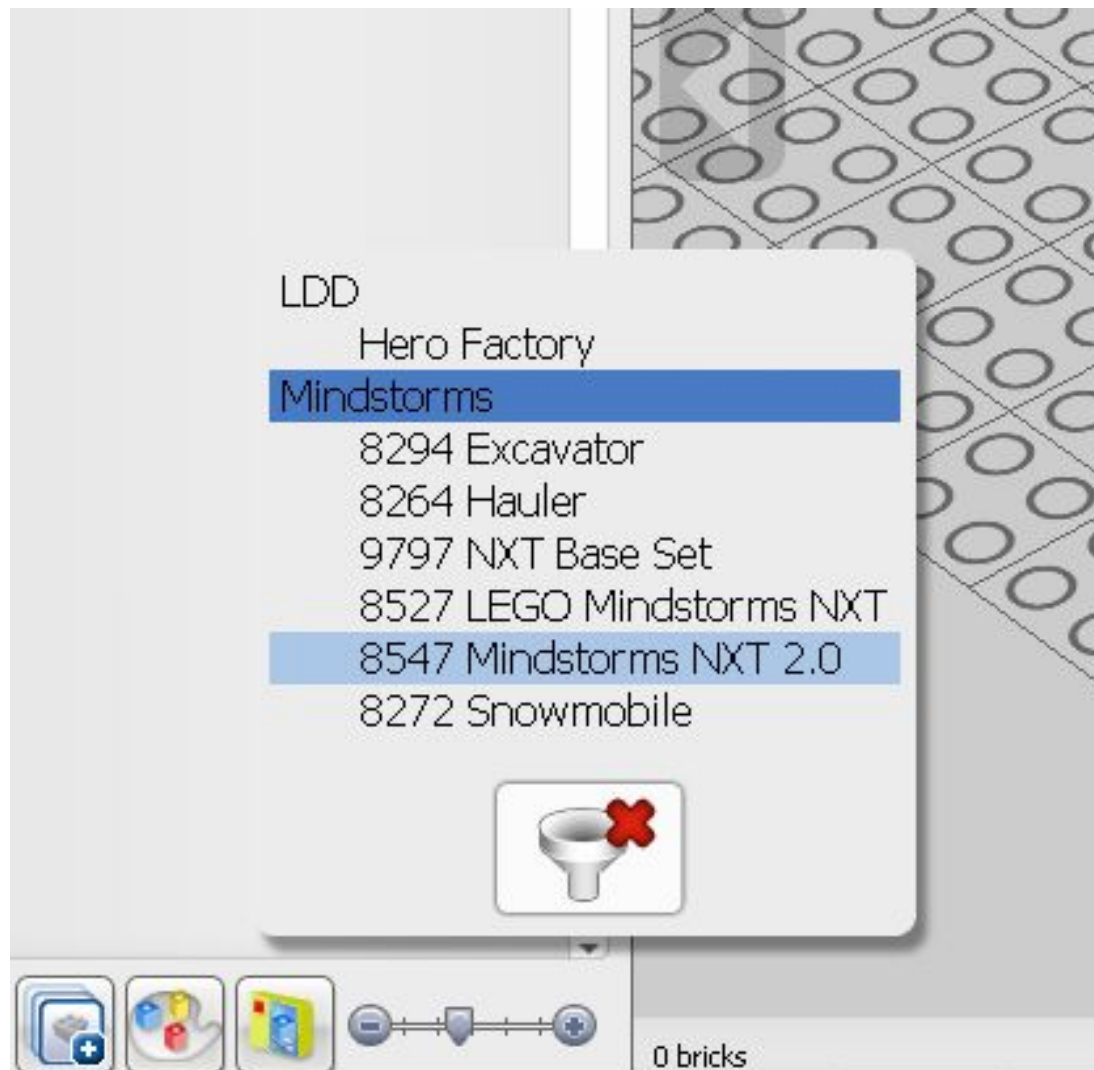 LDD
Hero Factory
Mindstorms
8294 Excavator
8264 Hauler
9797 NXT Base Set
8527 LEGO Mindstorms NXT
8547 Mindstorms NXT 2.0
8272 Snowmobile
0 bricks